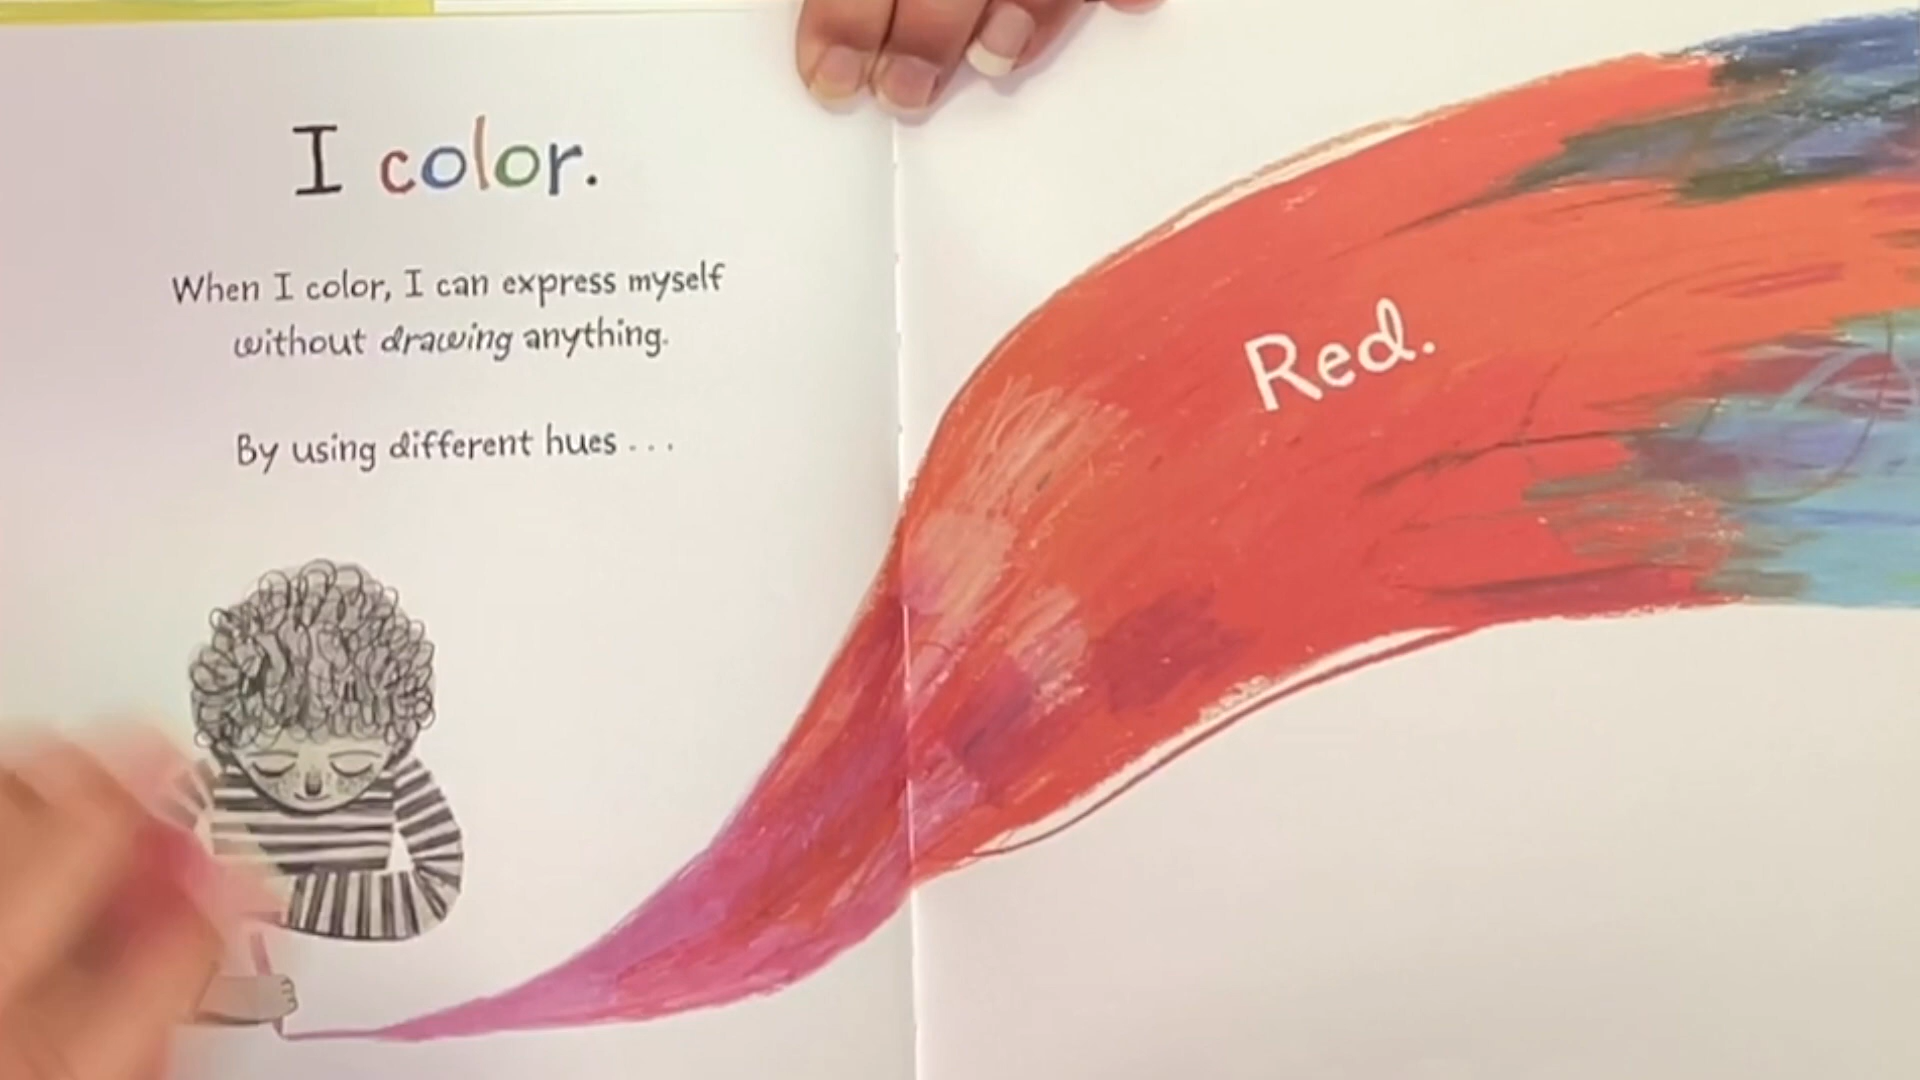 I color.
When I color, I can express myself
without drawing anything.
By using different hues . . .
Red.